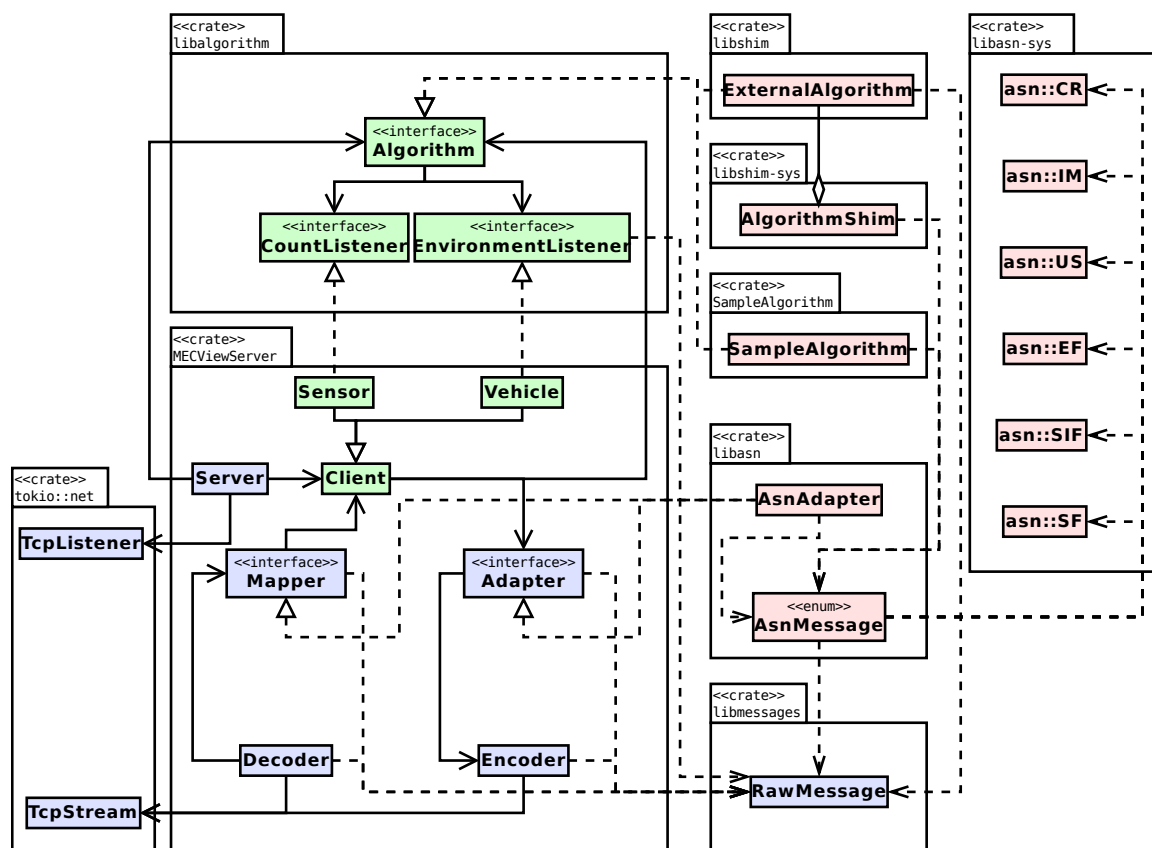 <<crate>>
libalgorithm
<<interface>>
Algorithm
<<interface>>
CountListener
<<interface>>
EnvironmentListener
<<crate>>
MECViewServer
Sensor
Vehicle
Server
Client
<<interface>>
Mapper
<<interface>>
Adapter
Decoder
Encoder
<<crate>>
tokio::net
TcpListener
TcpStream
<<crate>>
libshim
ExternalAlgorithm
<<crate>>
libshim-sys
AlgorithmShim
<<crate>>
SampleAlgorithm
SampleAlgorithm
<<crate>>
libasn
AsnAdapter
<<enum>>
AsnMessage
<<crate>>
libmessages
RawMessage
<<crate>>
libasn-sys
asn::CR
asn::IM
asn::US
asn::EF
asn::SIF
asn::SF